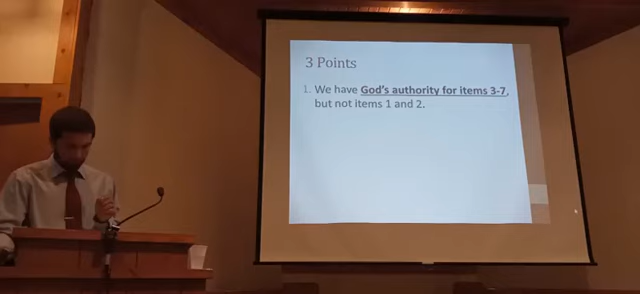 3 Points
1. We have God's authority for items 3-7,
but not items 1 and 2.